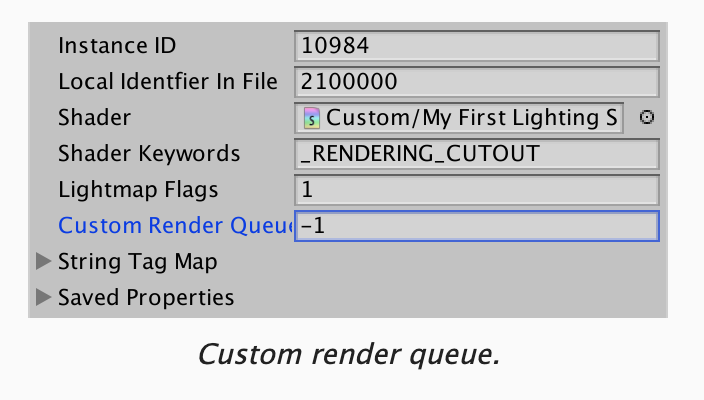 Instance ID 10984
Local Identfier In File 2100000
Shader Custom/My First Lighting S
Shader Keywords _RENDERING_CUTOUT
Lightmap Flags 1
Custom Render Queue -1
String Tag Map
Saved Properties
Custom render queue.